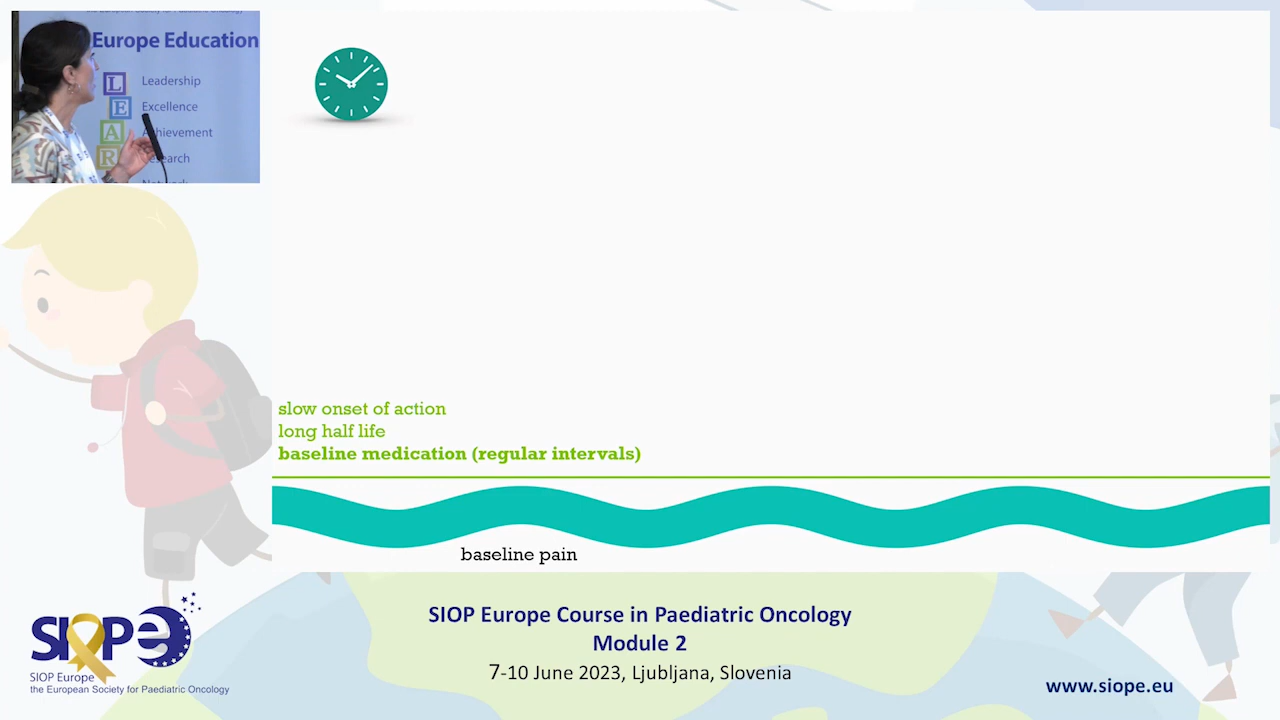 Europe Education
L Leadership
E Excellence
A Achievement
R Research
slow onset of action
long half life
baseline medication (regular intervals)
baseline pain
SIOP Europe Course in Paediatric Oncology
Module 2
7-10 June 2023, Ljubljana, Slovenia
SIOPe
SIOP Europe
the European Society for Paediatric Oncology
www.siope.eu